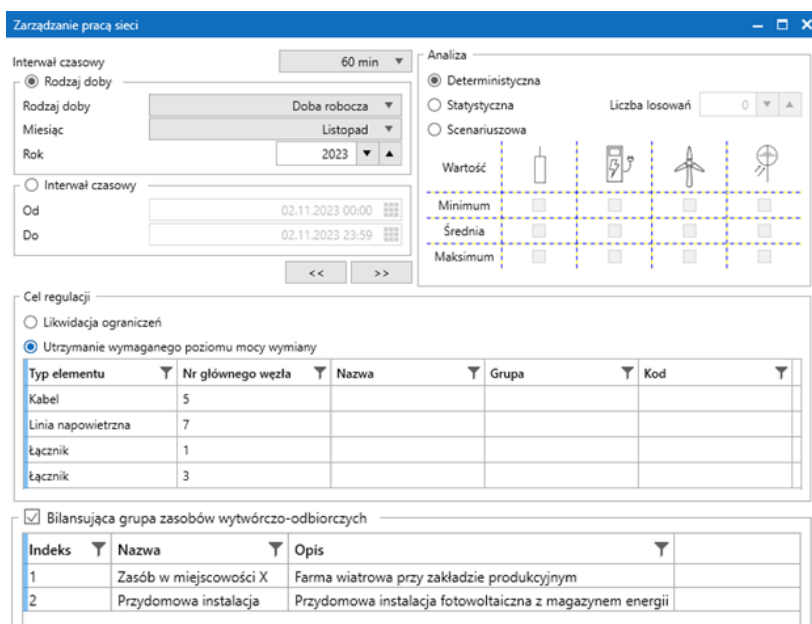 Zarządzanie pracą sieci
Interwał czasowy 60 min
Rodzaj doby
Rodzaj doby Doba robocza
Miesiąc Listopad
Rok 2023
Interwał czasowy
Od 02.11.2023 00:00
Do 02.11.2023 23:59
<< >>
Analiza
Deterministyczna
Statystyczna Liczba losowań 0
Scenariuszowa
Wartość
Minimum
Średnia
Maksimum
Cel regulacji
Likwidacja ograniczeń
Utrzymanie wymaganego poziomu mocy wymiany
Typ elementu Nr głównego węzła Nazwa Grupa Kod
Kabel 5
Linia napowietrzna 7
Łącznik 1
Łącznik 3
Bilansująca grupa zasobów wytwórczo-odbiorczych
Indeks Nazwa Opis
1 Zasób w miejscowości X Farma wiatrowa przy zakładzie produkcyjnym
2 Przydomowa instalacja Przydomowa instalacja fotowoltaiczna z magazynem energii